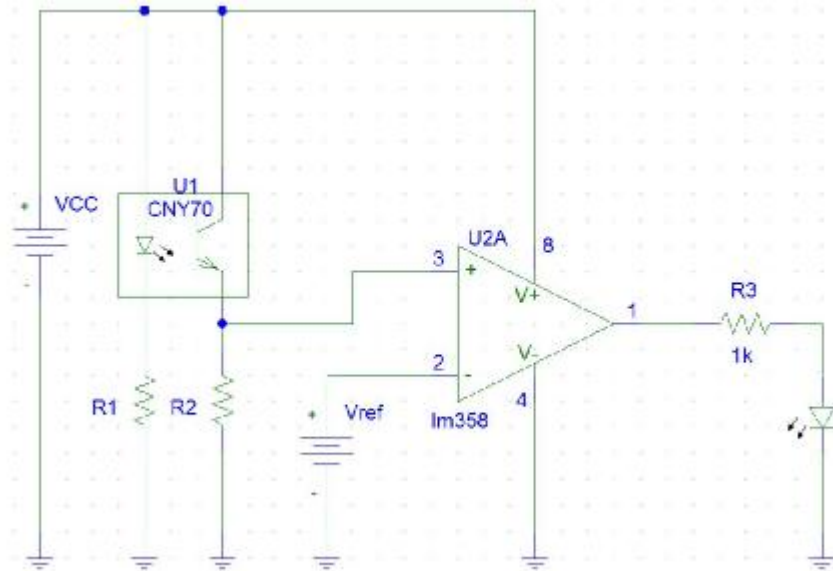 U1
CNY70
VCC
+
-
U2A
8
3
+
V+
2
-
V-
4
1
lm358
R3
1k
R1
R2
+
Vref
-